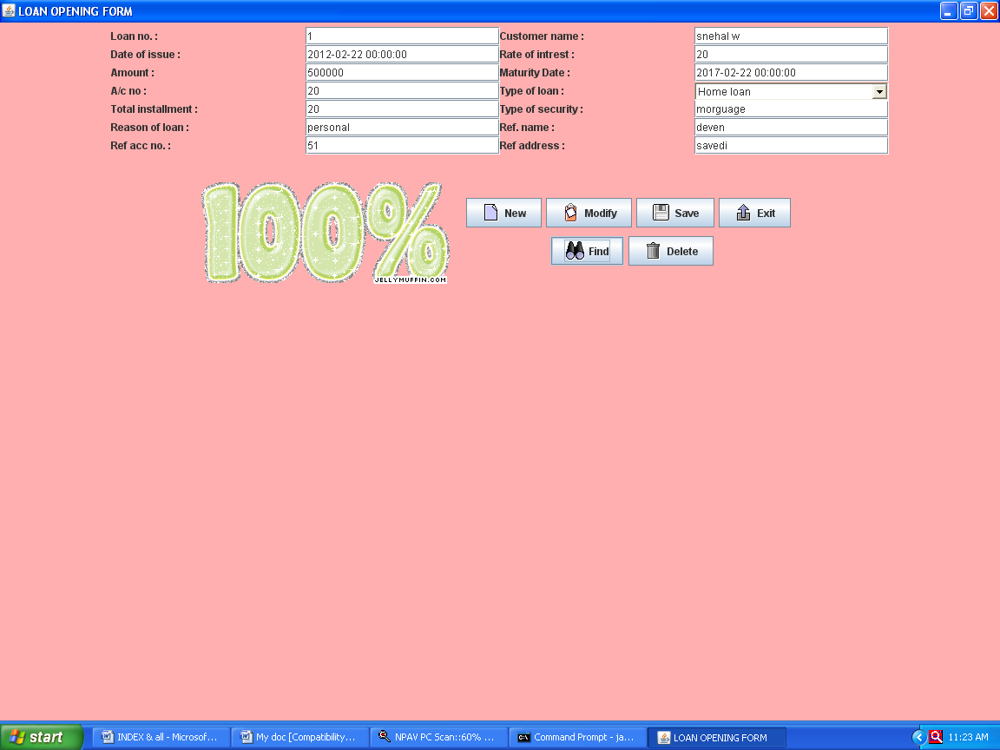 LOAN OPENING FORM
Loan no. : 1 Customer name : snehal w
Date of issue : 2012-02-22 00:00:00 Rate of intrest : 20
Amount : 500000 Maturity Date : 2017-02-22 00:00:00
A/c no : 20 Type of loan : Home loan
Total installment : 20 Type of security : morguage
Reason of loan : personal Ref. name : deven
Ref acc no. : 51 Ref address : savedi
100%
JELLYMUFFIN.COM
New Modify Save Exit
Find Delete
start INDEX & all - Microsof... My doc [Compatibility... NPAV PC Scan::60% ... Command Prompt - ja... LOAN OPENING FORM 11:23 AM